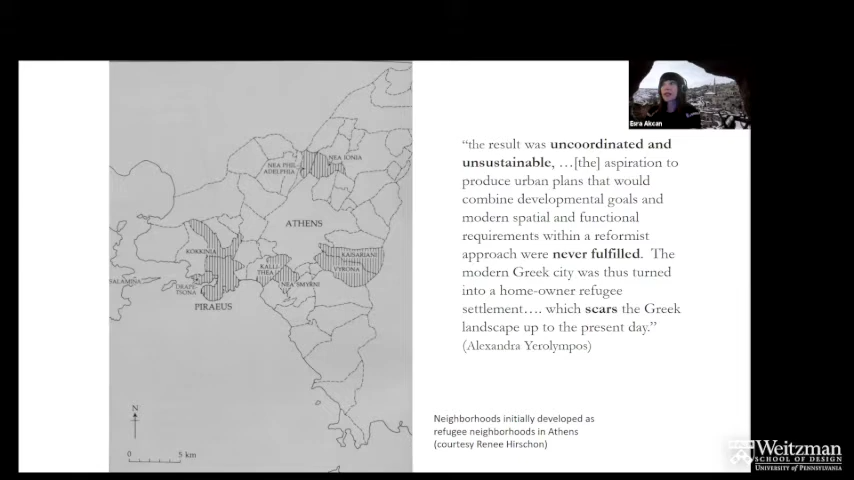 Esra Akcan
"the result was uncoordinated and
unsustainable, …[the] aspiration to
produce urban plans that would
combine developmental goals and
modern spatial and functional
requirements within a reformist
approach were never fulfilled. The
modern Greek city was thus turned
into a home-owner refugee
settlement…. which scars the Greek
landscape up to the present day."
(Alexandra Yerolympos)
NEA PHIL
ADELPHIA
NEA IONIA
ATHENS
KOKKINIA
KAISARIANI
KALLI
THEA
VYRONA
SALAMINA
DRAPE
TSONA
NEA SMYRNI
PIRAEUS
N
0
5 km
Neighborhoods initially developed as
refugee neighborhoods in Athens
(courtesy Renee Hirschon)
Weitzman
SCHOOL OF DESIGN
UNIVERSITY OF PENNSYLVANIA